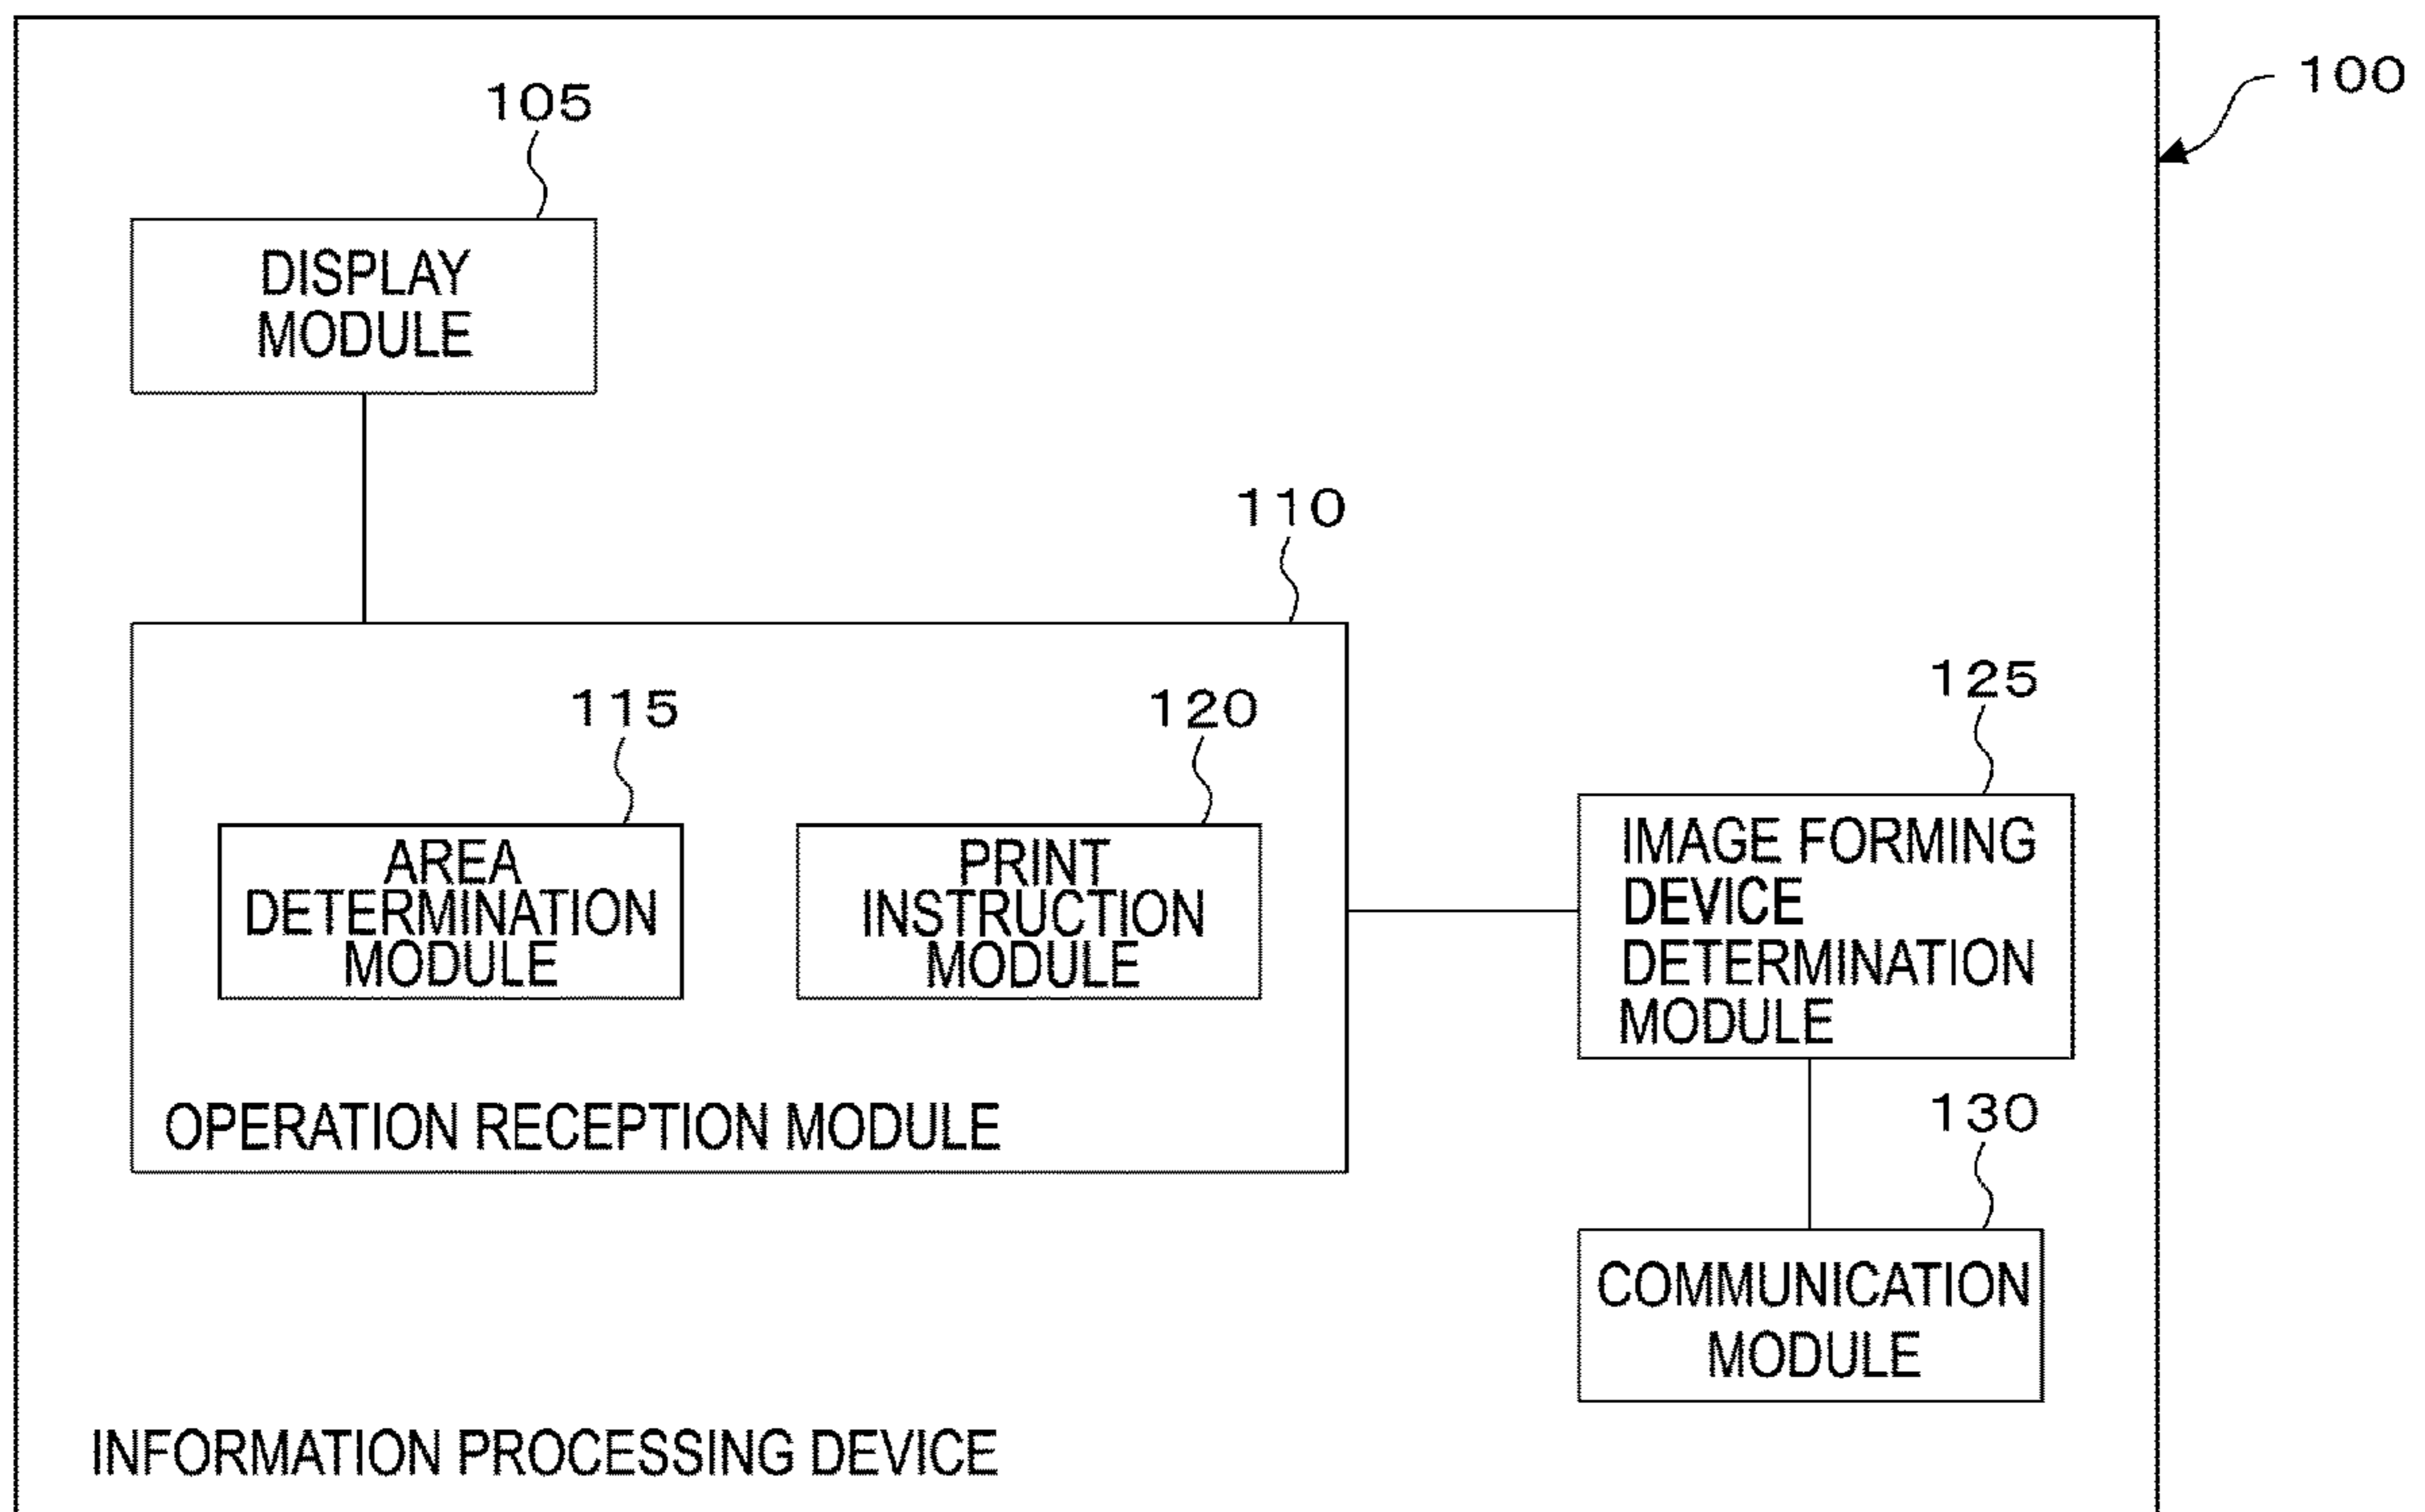 100
105
DISPLAY
MODULE
110
115
120
AREA
DETERMINATION
MODULE
PRINT
INSTRUCTION
MODULE
OPERATION RECEPTION MODULE
125
IMAGE FORMING
DEVICE
DETERMINATION
MODULE
130
COMMUNICATION
MODULE
INFORMATION PROCESSING DEVICE